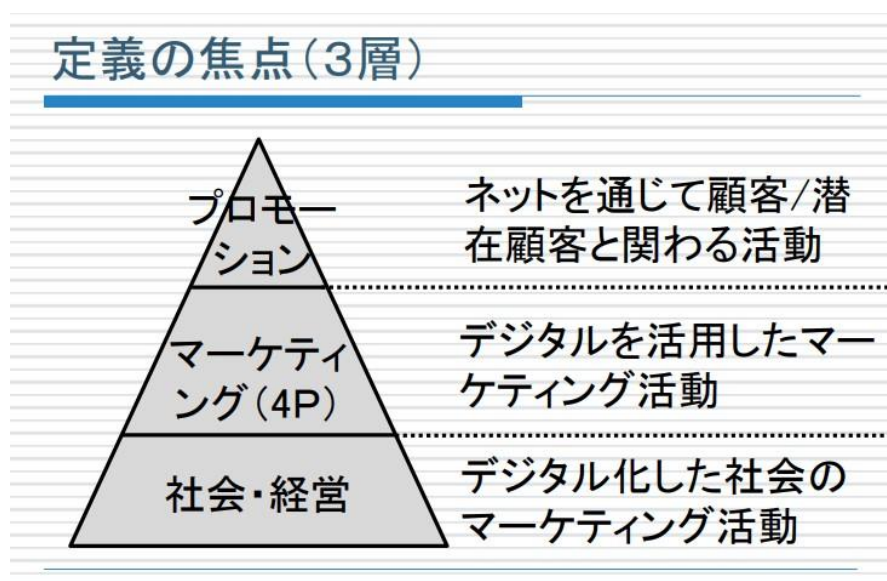 定義の焦点(3層)
プロモー
ション
ネットを通じて顧客/潜
在顧客と関わる活動
マーケティ
ング(4P)
デジタルを活用したマー
ケティング活動
社会・経営
デジタル化した社会の
マーケティング活動